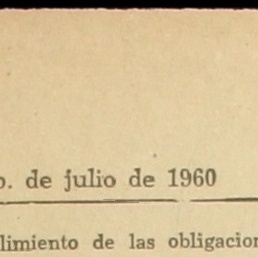 o. de julio de 1960
limiento de las obligacion